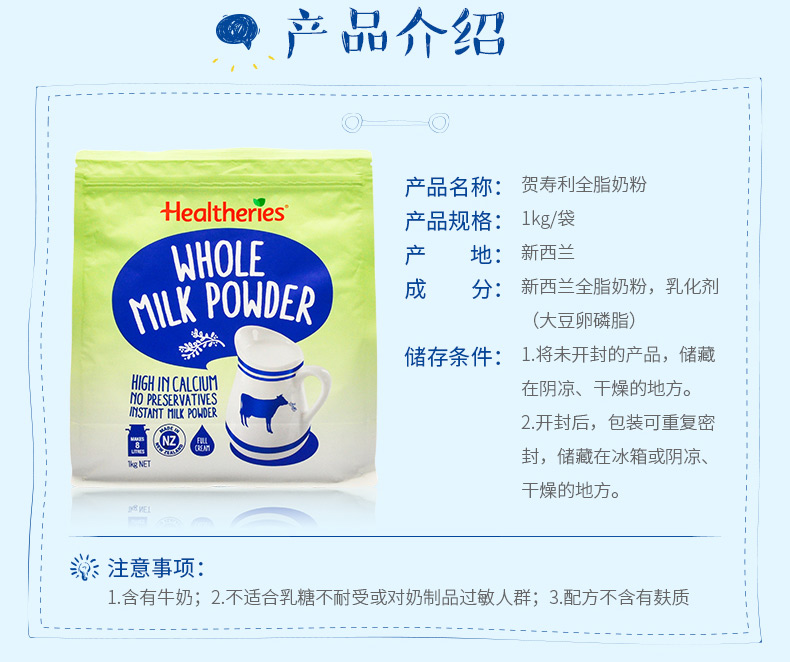 产品介绍
Healtheries
WHOLE
MILK POWDER
HIGH IN CALCIUM
NO PRESERVATIVES
INSTANT MILK POWDER
MAKES
8
LITRES
MADE IN
NZ
NEW ZEALAND
FULL
CREAM
1kg NET
产品名称：贺寿利全脂奶粉
产品规格：1kg/袋
产 地：新西兰
成 分：新西兰全脂奶粉，乳化剂
（大豆卵磷脂）
储存条件：1.将未开封的产品，储藏
在阴凉、干燥的地方。
2.开封后，包装可重复密
封，储藏在冰箱或阴凉、
干燥的地方。
注意事项：
1.含有牛奶；2.不适合乳糖不耐受或对奶制品过敏人群；3.配方不含有麸质